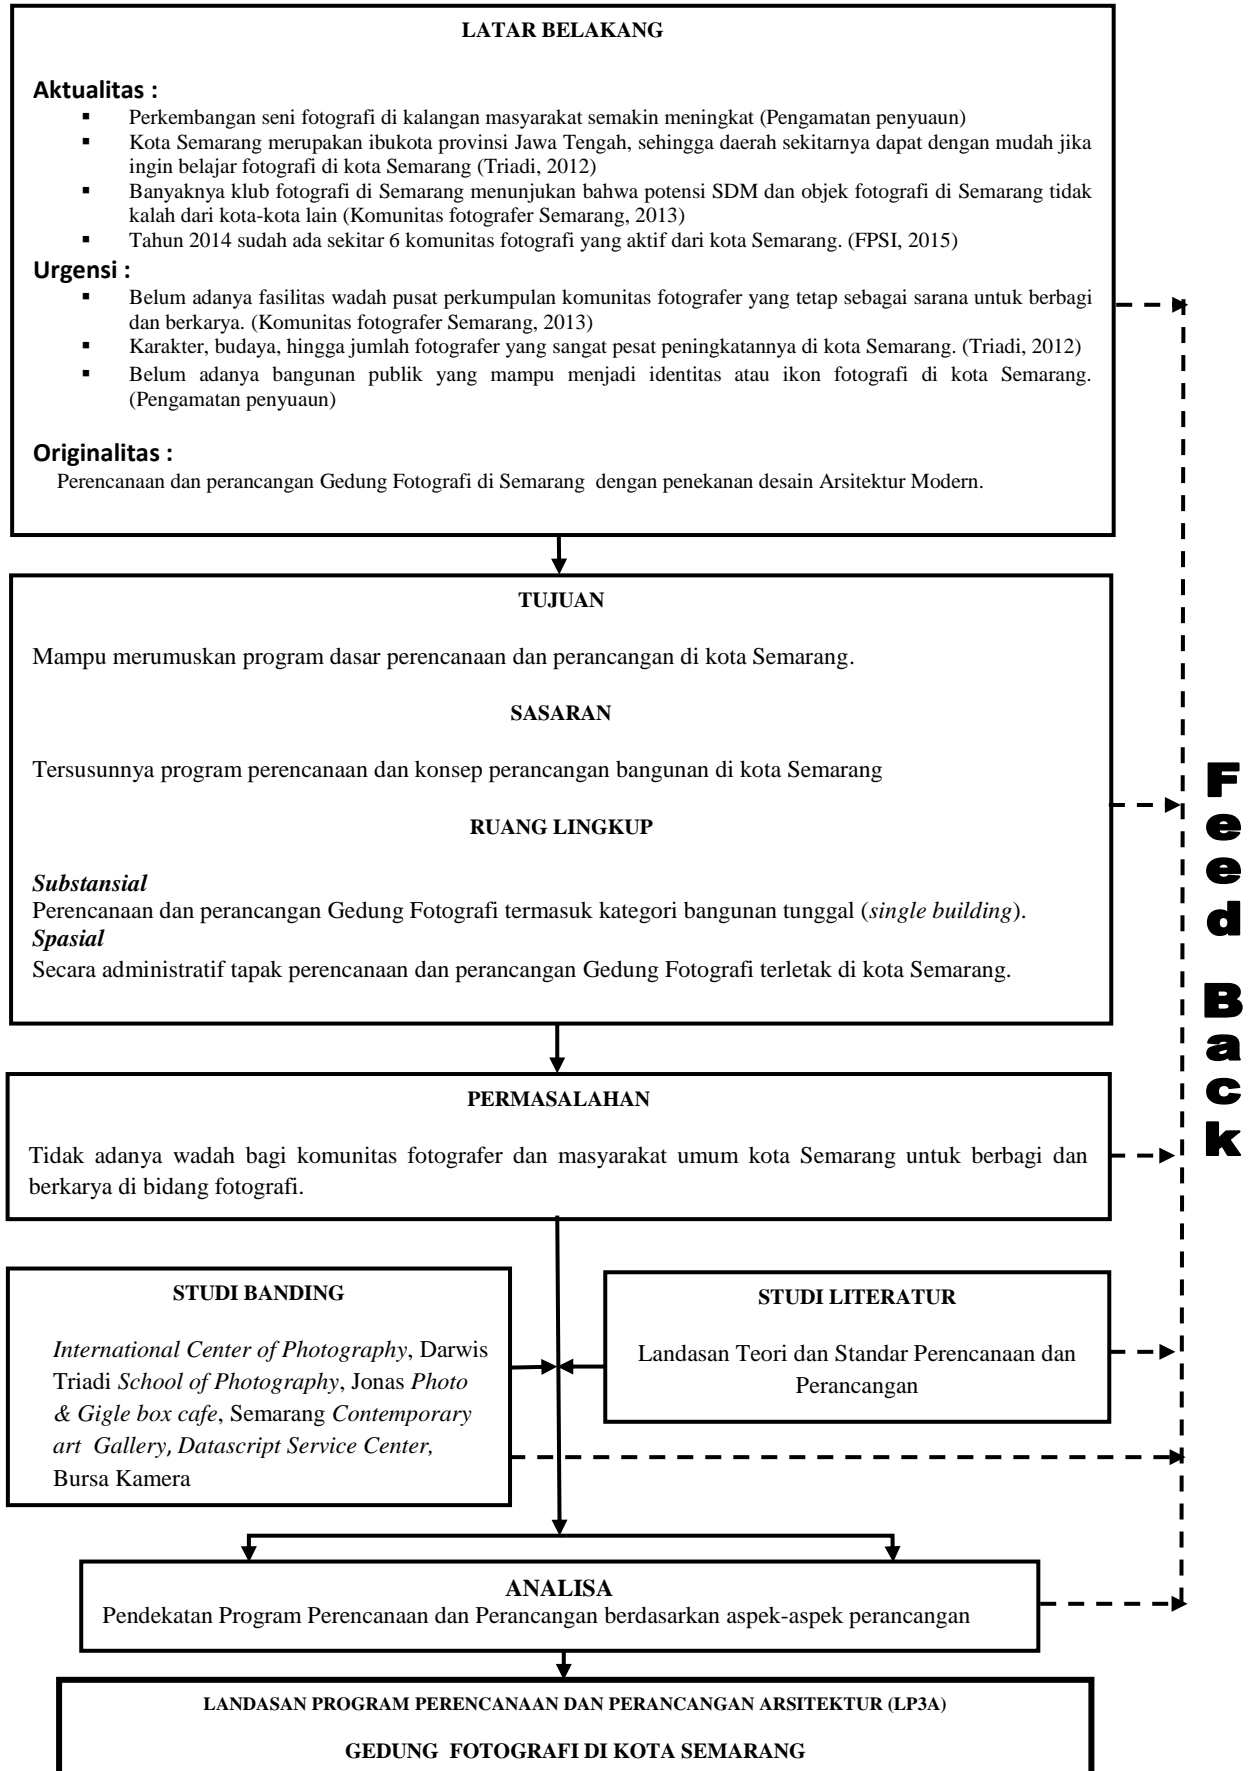 LATAR BELAKANG
Aktualitas :
▪ Perkembangan seni fotografi di kalangan masyarakat semakin meningkat (Pengamatan penyuaun)
▪ Kota Semarang merupakan ibukota provinsi Jawa Tengah, sehingga daerah sekitarnya dapat dengan mudah jika
ingin belajar fotografi di kota Semarang (Triadi, 2012)
▪ Banyaknya klub fotografi di Semarang menunjukan bahwa potensi SDM dan objek fotografi di Semarang tidak
kalah dari kota-kota lain (Komunitas fotografer Semarang, 2013)
▪ Tahun 2014 sudah ada sekitar 6 komunitas fotografi yang aktif dari kota Semarang. (FPSI, 2015)
Urgensi :
▪ Belum adanya fasilitas wadah pusat perkumpulan komunitas fotografer yang tetap sebagai sarana untuk berbagi
dan berkarya. (Komunitas fotografer Semarang, 2013)
▪ Karakter, budaya, hingga jumlah fotografer yang sangat pesat peningkatannya di kota Semarang. (Triadi, 2012)
▪ Belum adanya bangunan publik yang mampu menjadi identitas atau ikon fotografi di kota Semarang.
(Pengamatan penyuaun)
Originalitas :
Perencanaan dan perancangan Gedung Fotografi di Semarang dengan penekanan desain Arsitektur Modern.
TUJUAN
Mampu merumuskan program dasar perencanaan dan perancangan di kota Semarang.
SASARAN
Tersusunnya program perencanaan dan konsep perancangan bangunan di kota Semarang
RUANG LINGKUP
Substansial
Perencanaan dan perancangan Gedung Fotografi termasuk kategori bangunan tunggal (single building).
Spasial
Secara administratif tapak perencanaan dan perancangan Gedung Fotografi terletak di kota Semarang.
PERMASALAHAN
Tidak adanya wadah bagi komunitas fotografer dan masyarakat umum kota Semarang untuk berbagi dan
berkarya di bidang fotografi.
STUDI BANDING
International Center of Photography, Darwis
Triadi School of Photography, Jonas Photo
& Gigle box cafe, Semarang Contemporary
art Gallery, Datascript Service Center,
Bursa Kamera
STUDI LITERATUR
Landasan Teori dan Standar Perencanaan dan
Perancangan
ANALISA
Pendekatan Program Perencanaan dan Perancangan berdasarkan aspek-aspek perancangan
LANDASAN PROGRAM PERENCANAAN DAN PERANCANGAN ARSITEKTUR (LP3A)
GEDUNG FOTOGRAFI DI KOTA SEMARANG
Feed Back